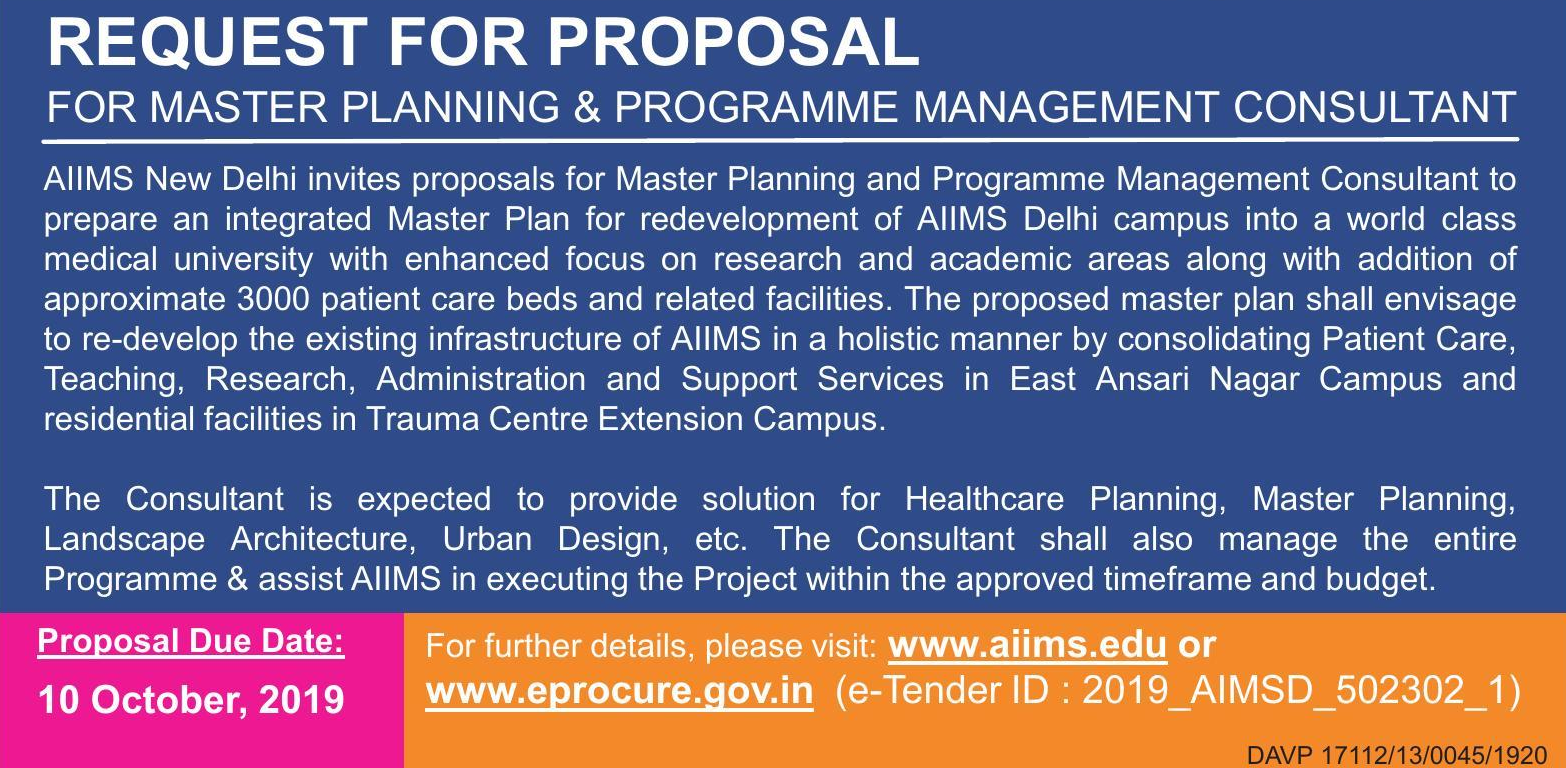 REQUEST FOR PROPOSAL
FOR MASTER PLANNING & PROGRAMME MANAGEMENT CONSULTANT
AIIMS New Delhi invites proposals for Master Planning and Programme Management Consultant to
prepare an integrated Master Plan for redevelopment of AIIMS Delhi campus into a world class
medical university with enhanced focus on research and academic areas along with addition of
approximate 3000 patient care beds and related facilities. The proposed master plan shall envisage
to re-develop the existing infrastructure of AIIMS in a holistic manner by consolidating Patient Care,
Teaching, Research, Administration and Support Services in East Ansari Nagar Campus and
residential facilities in Trauma Centre Extension Campus.
The Consultant is expected to provide solution for Healthcare Planning, Master Planning,
Landscape Architecture, Urban Design, etc. The Consultant shall also manage the entire
Programme & assist AIIMS in executing the Project within the approved timeframe and budget.
Proposal Due Date:
10 October, 2019
For further details, please visit: www.aiims.edu or
www.eprocure.gov.in (e-Tender ID : 2019_AIMSD_502302_1)
DAVP 17112/13/0045/1920